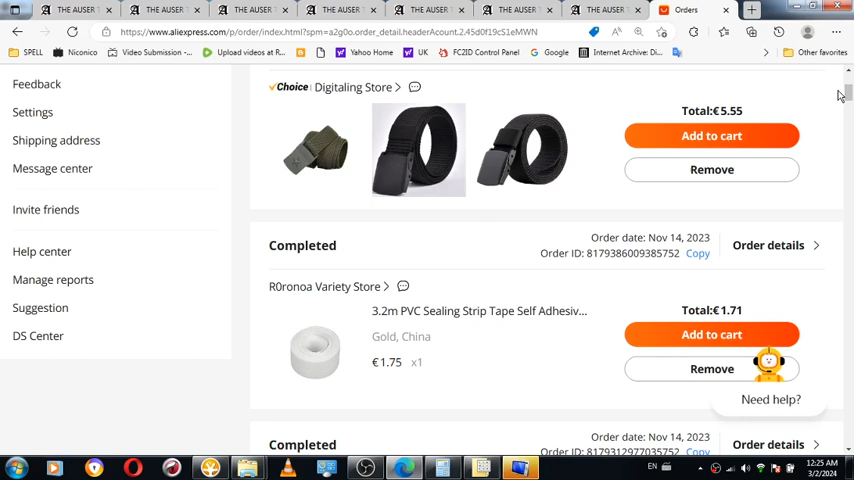 THE AUSER T
THE AUSER T
THE AUSER T
THE AUSER T
THE AUSER T
THE AUSER T
THE AUSER T
Orders
https://www.aliexpress.com/p/order/index.html?spm=a2g0o.order_detail.headerAcount.2.45d0f19cS1eMWN
SPELL
Niconico
Video Submission -...
Upload videos at R...
Yahoo Home
UK
FC2ID Control Panel
Google
Internet Archive: Di...
Other favorites
Feedback
Settings
Shipping address
Message center
Invite friends
Help center
Manage reports
Suggestion
DS Center
Choice Digitaling Store >
Total:€ 5.55
Add to cart
Remove
Completed
Order date: Nov 14, 2023
Order ID: 8179386009385752 Copy
Order details >
R0ronoa Variety Store >
3.2m PVC Sealing Strip Tape Self Adhesiv...
Gold, China
€ 1.75 x1
Total:€ 1.71
Add to cart
Remove
Need help?
Completed
Order date: Nov 14, 2023
Order ID: 8179312977035752 Copy
Order details >
EN
12:25 AM
3/2/2024